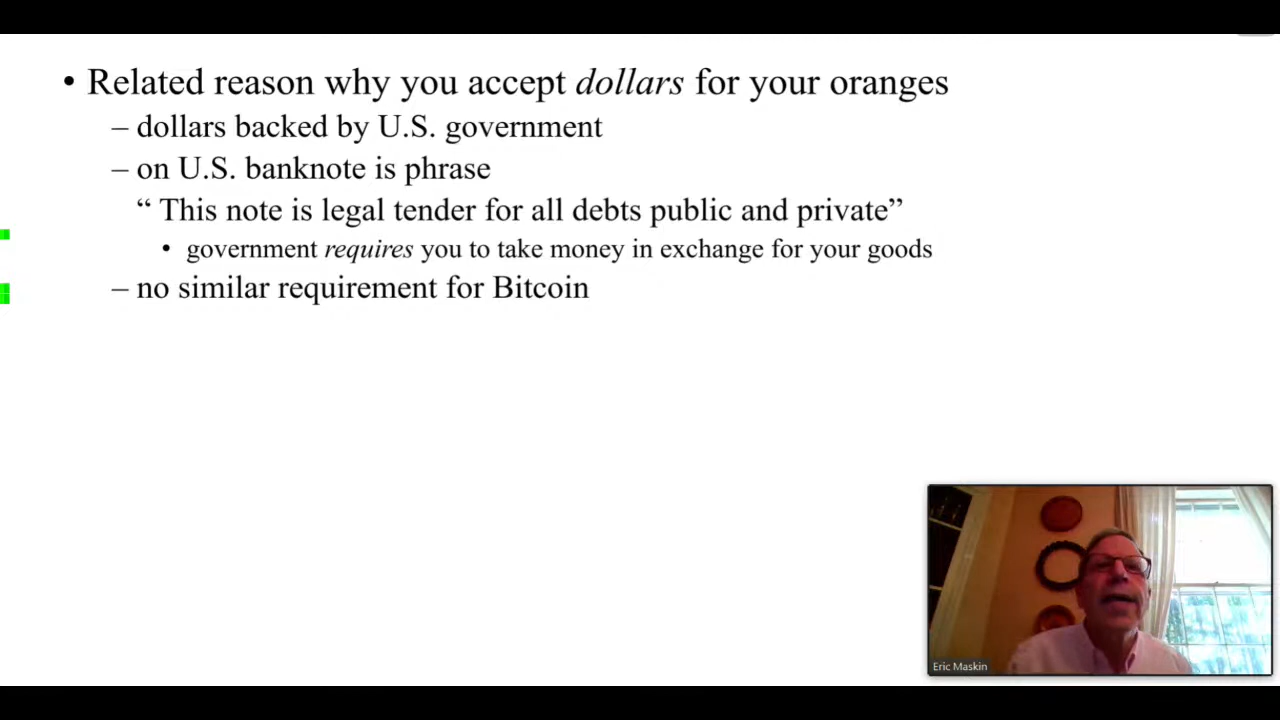 • Related reason why you accept dollars for your oranges
– dollars backed by U.S. government
– on U.S. banknote is phrase
“ This note is legal tender for all debts public and private”
• government requires you to take money in exchange for your goods
– no similar requirement for Bitcoin
Eric Maskin